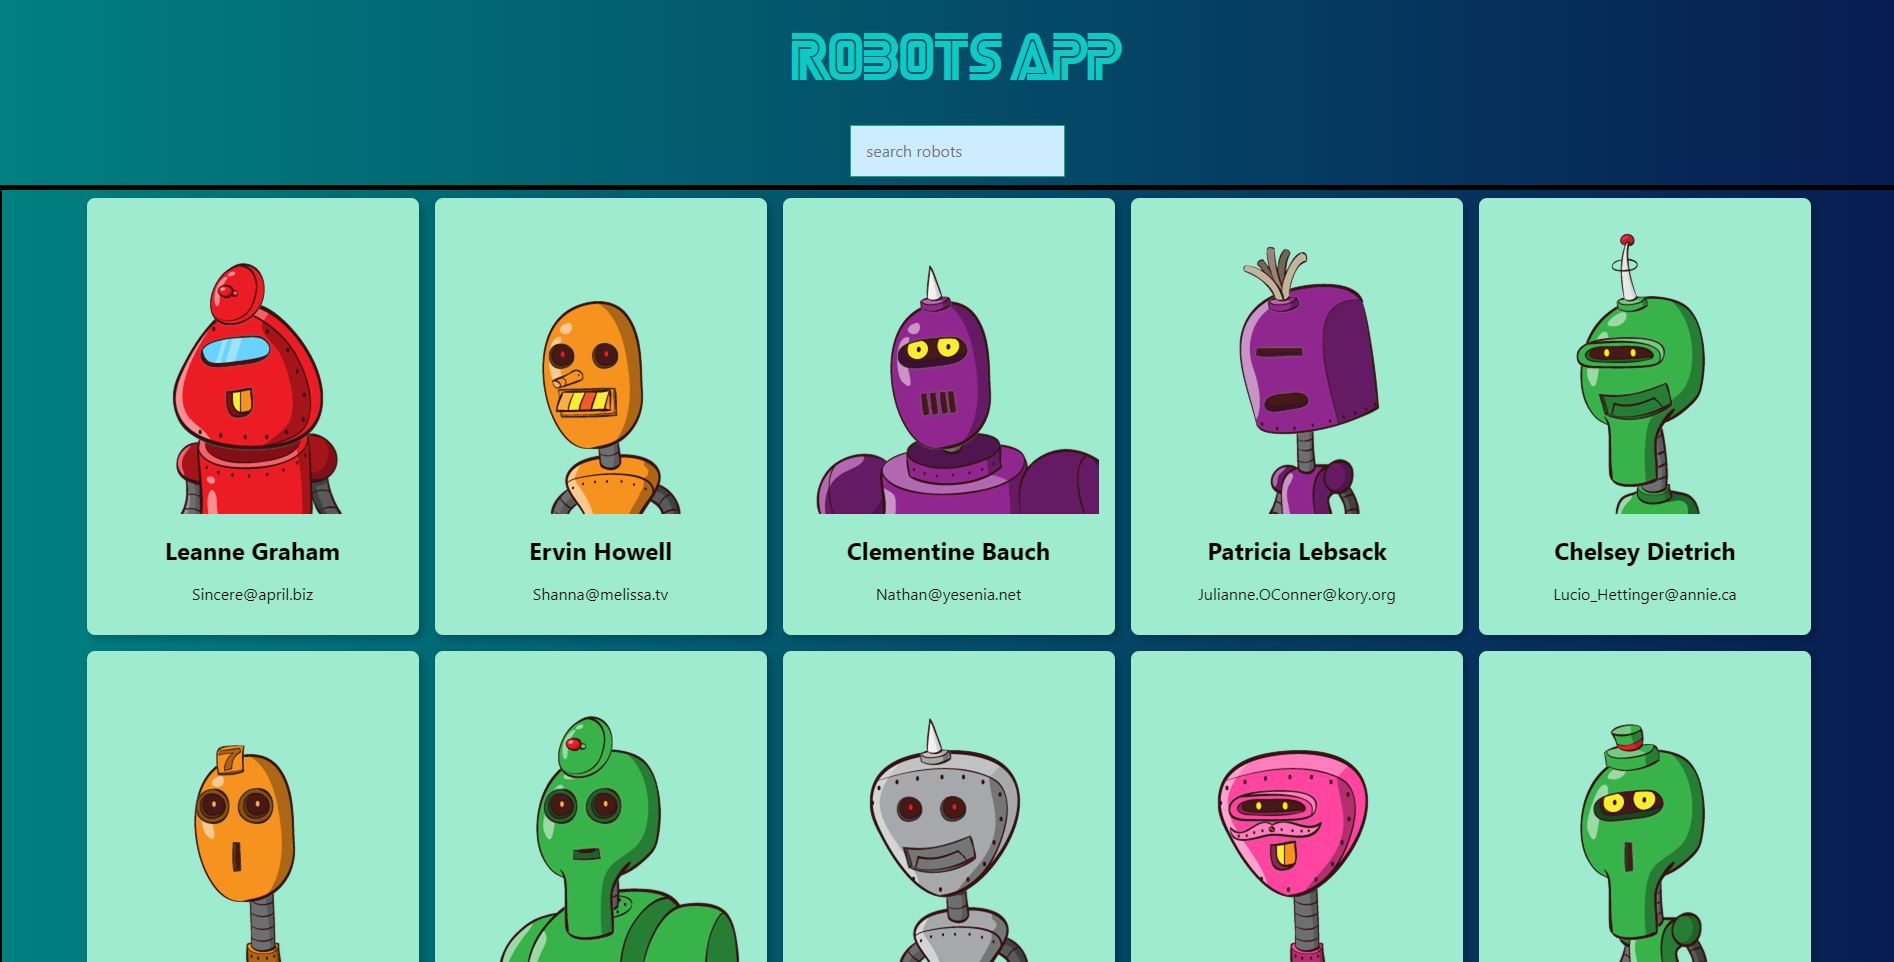 ROBOTS APP
search robots
Leanne Graham
Ervin Howell
Clementine Bauch
Patricia Lebsack
Chelsey Dietrich
Sincere@april.biz
Shanna@melissa.tv
Nathan@yesenia.net
Julianne.OConner@kory.org
Lucio_Hettinger@annie.ca
7